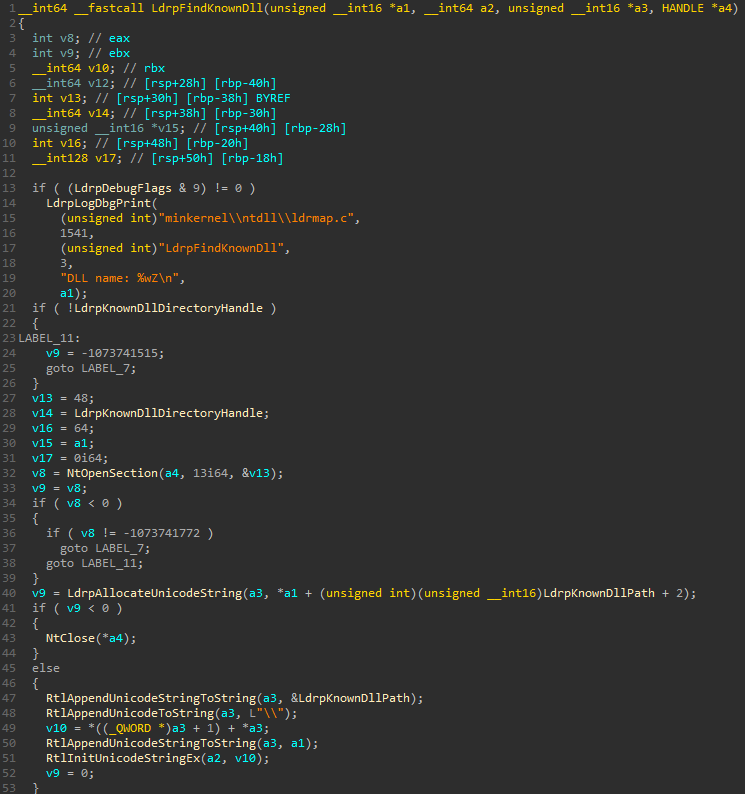 1 __int64 __fastcall LdrpFindKnownDll(unsigned __int16 *a1, __int64 a2, unsigned __int16 *a3, HANDLE *a4)
2 {
3   int v8; // eax
4   int v9; // ebx
5   __int64 v10; // rbx
6   __int64 v12; // [rsp+28h] [rbp-40h]
7   int v13; // [rsp+30h] [rbp-38h] BYREF
8   __int64 v14; // [rsp+38h] [rbp-30h]
9   unsigned __int16 *v15; // [rsp+40h] [rbp-28h]
10   int v16; // [rsp+48h] [rbp-20h]
11   __int128 v17; // [rsp+50h] [rbp-18h]
12
13   if ( (LdrpDebugFlags & 9) != 0 )
14     LdrpLogDbgPrint(
15       (unsigned int)"minkernel\\ntdll\\ldrmap.c",
16       1541,
17       (unsigned int)"LdrpFindKnownDll",
18       3,
19       "DLL name: %wZ\n",
20       a1);
21   if ( !LdrpKnownDllDirectoryHandle )
22   {
23 LABEL_11:
24     v9 = -1073741515;
25     goto LABEL_7;
26   }
27   v13 = 48;
28   v14 = LdrpKnownDllDirectoryHandle;
29   v16 = 64;
30   v15 = a1;
31   v17 = 0i64;
32   v8 = NtOpenSection(a4, 13i64, &v13);
33   v9 = v8;
34   if ( v8 < 0 )
35   {
36     if ( v8 != -1073741772 )
37       goto LABEL_7;
38     goto LABEL_11;
39   }
40   v9 = LdrpAllocateUnicodeString(a3, *a1 + (unsigned int)(unsigned __int16)LdrpKnownDllPath + 2);
41   if ( v9 < 0 )
42   {
43     NtClose(*a4);
44   }
45   else
46   {
47     RtlAppendUnicodeStringToString(a3, &LdrpKnownDllPath);
48     RtlAppendUnicodeToString(a3, L"\\");
49     v10 = *((_QWORD *)a3 + 1) + *a3;
50     RtlAppendUnicodeStringToString(a3, a1);
51     RtlInitUnicodeStringEx(a2, v10);
52     v9 = 0;
53   }